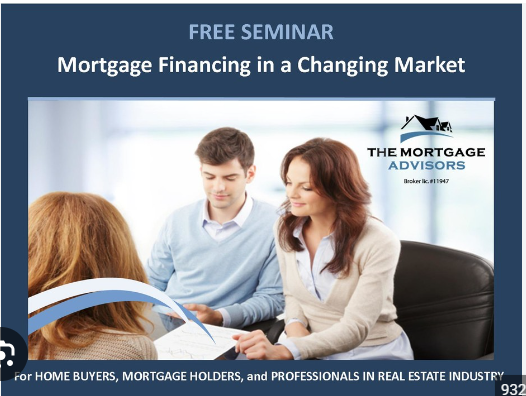 FREE SEMINAR
Mortgage Financing in a Changing Market
THE MORTGAGE
ADVISORS
Broker lic. #11947
For HOME BUYERS, MORTGAGE HOLDERS, and PROFESSIONALS IN REAL ESTATE INDUSTRY
932